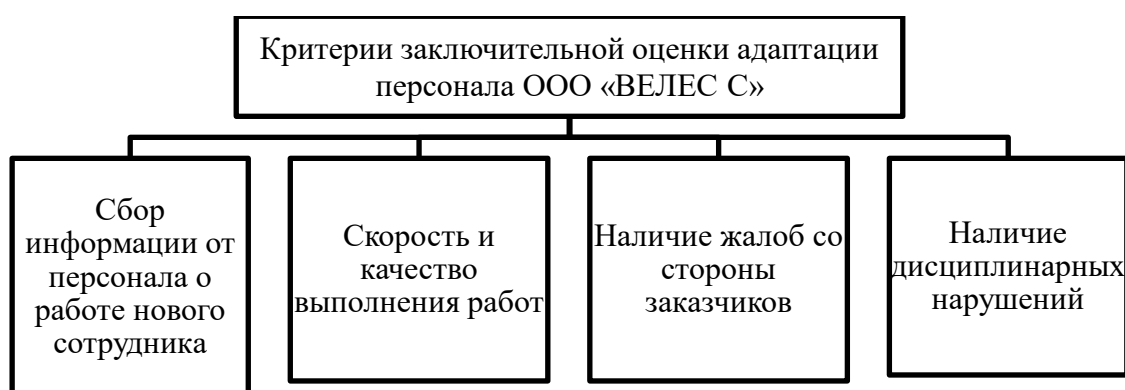 Критерии заключительной оценки адаптации
персонала ООО «ВЕЛЕС С»
Сбор
информации от
персонала о
работе нового
сотрудника
Скорость и
качество
выполнения работ
Наличие жалоб со
стороны
заказчиков
Наличие
дисциплинарных
нарушений